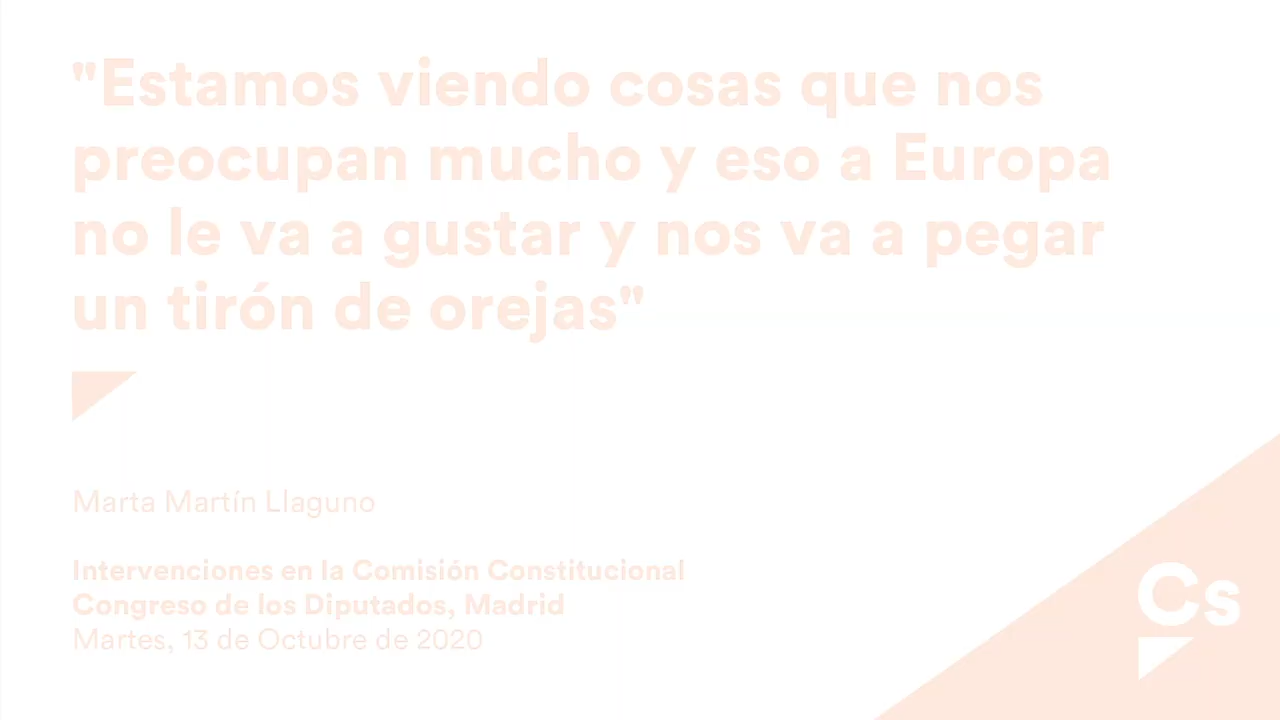 "Estamos viendo cosas que nos
preocupan mucho y eso a Europa
no le va a gustar y nos va a pegar
un tirón de orejas"
Marta Martín Llaguno
Intervenciones en la Comisión Constitucional
Congreso de los Diputados, Madrid
Martes, 13 de Octubre de 2020
Cs